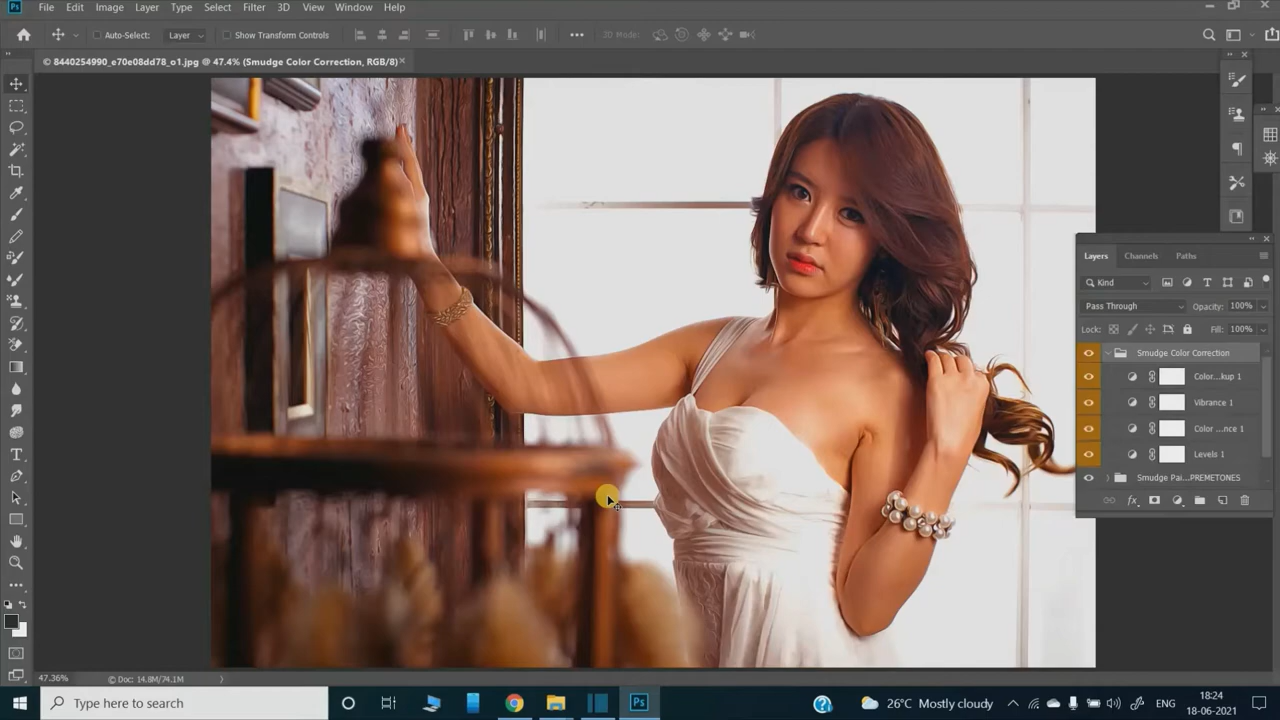 Ps File Edit Image Layer Type Select Filter 3D View Window Help
Auto-Select: Layer Show Transform Controls 3D Mode:
© 8440254990_e70e08dd78_o1.jpg @ 47.4% (Smudge Color Correction, RGB/8)
Layers Channels Paths
Kind
Pass Through Opacity: 100%
Lock: Fill: 100%
Smudge Color Correction
Color...kup 1
Vibrance 1
Color ...nce 1
Levels 1
Smudge Pai...PREMETONES
fx
47.36% © Doc: 14.8M/74.1M
Type here to search
Ps
26°C Mostly cloudy
ENG
18:24
18-06-2021